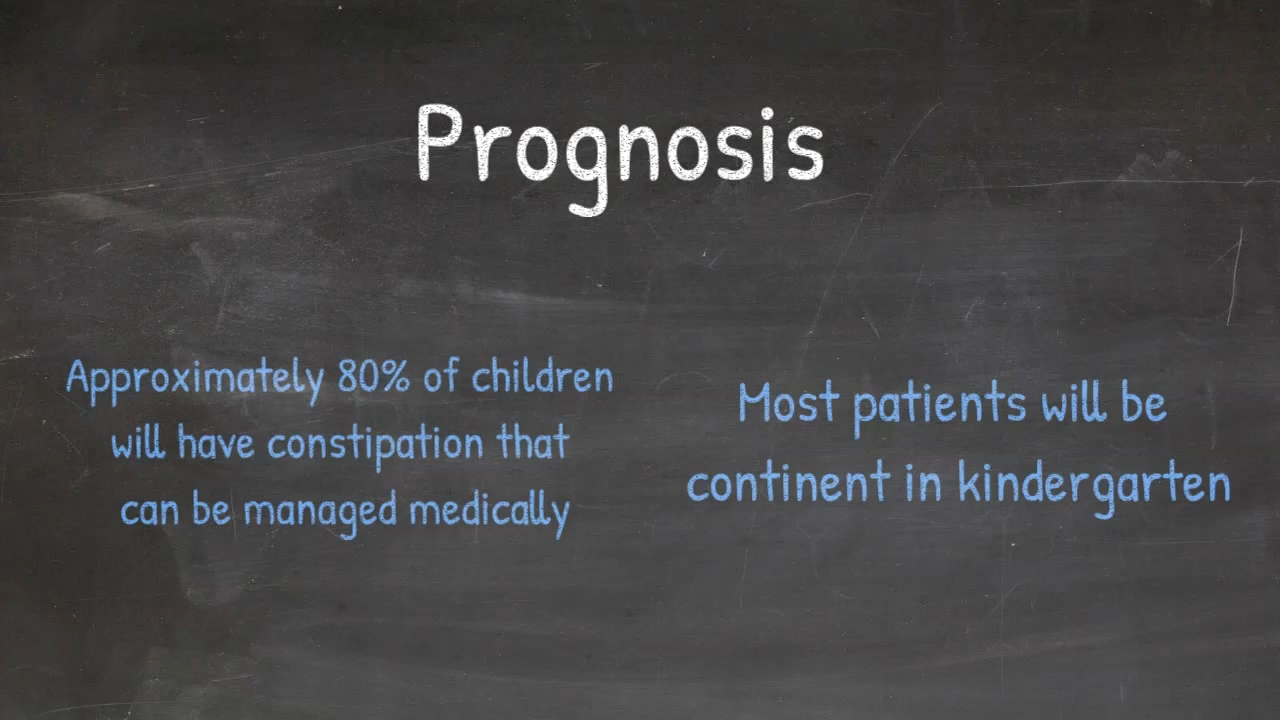 Prognosis
Approximately 80% of children
will have constipation that
can be managed medically
Most patients will be
continent in kindergarten